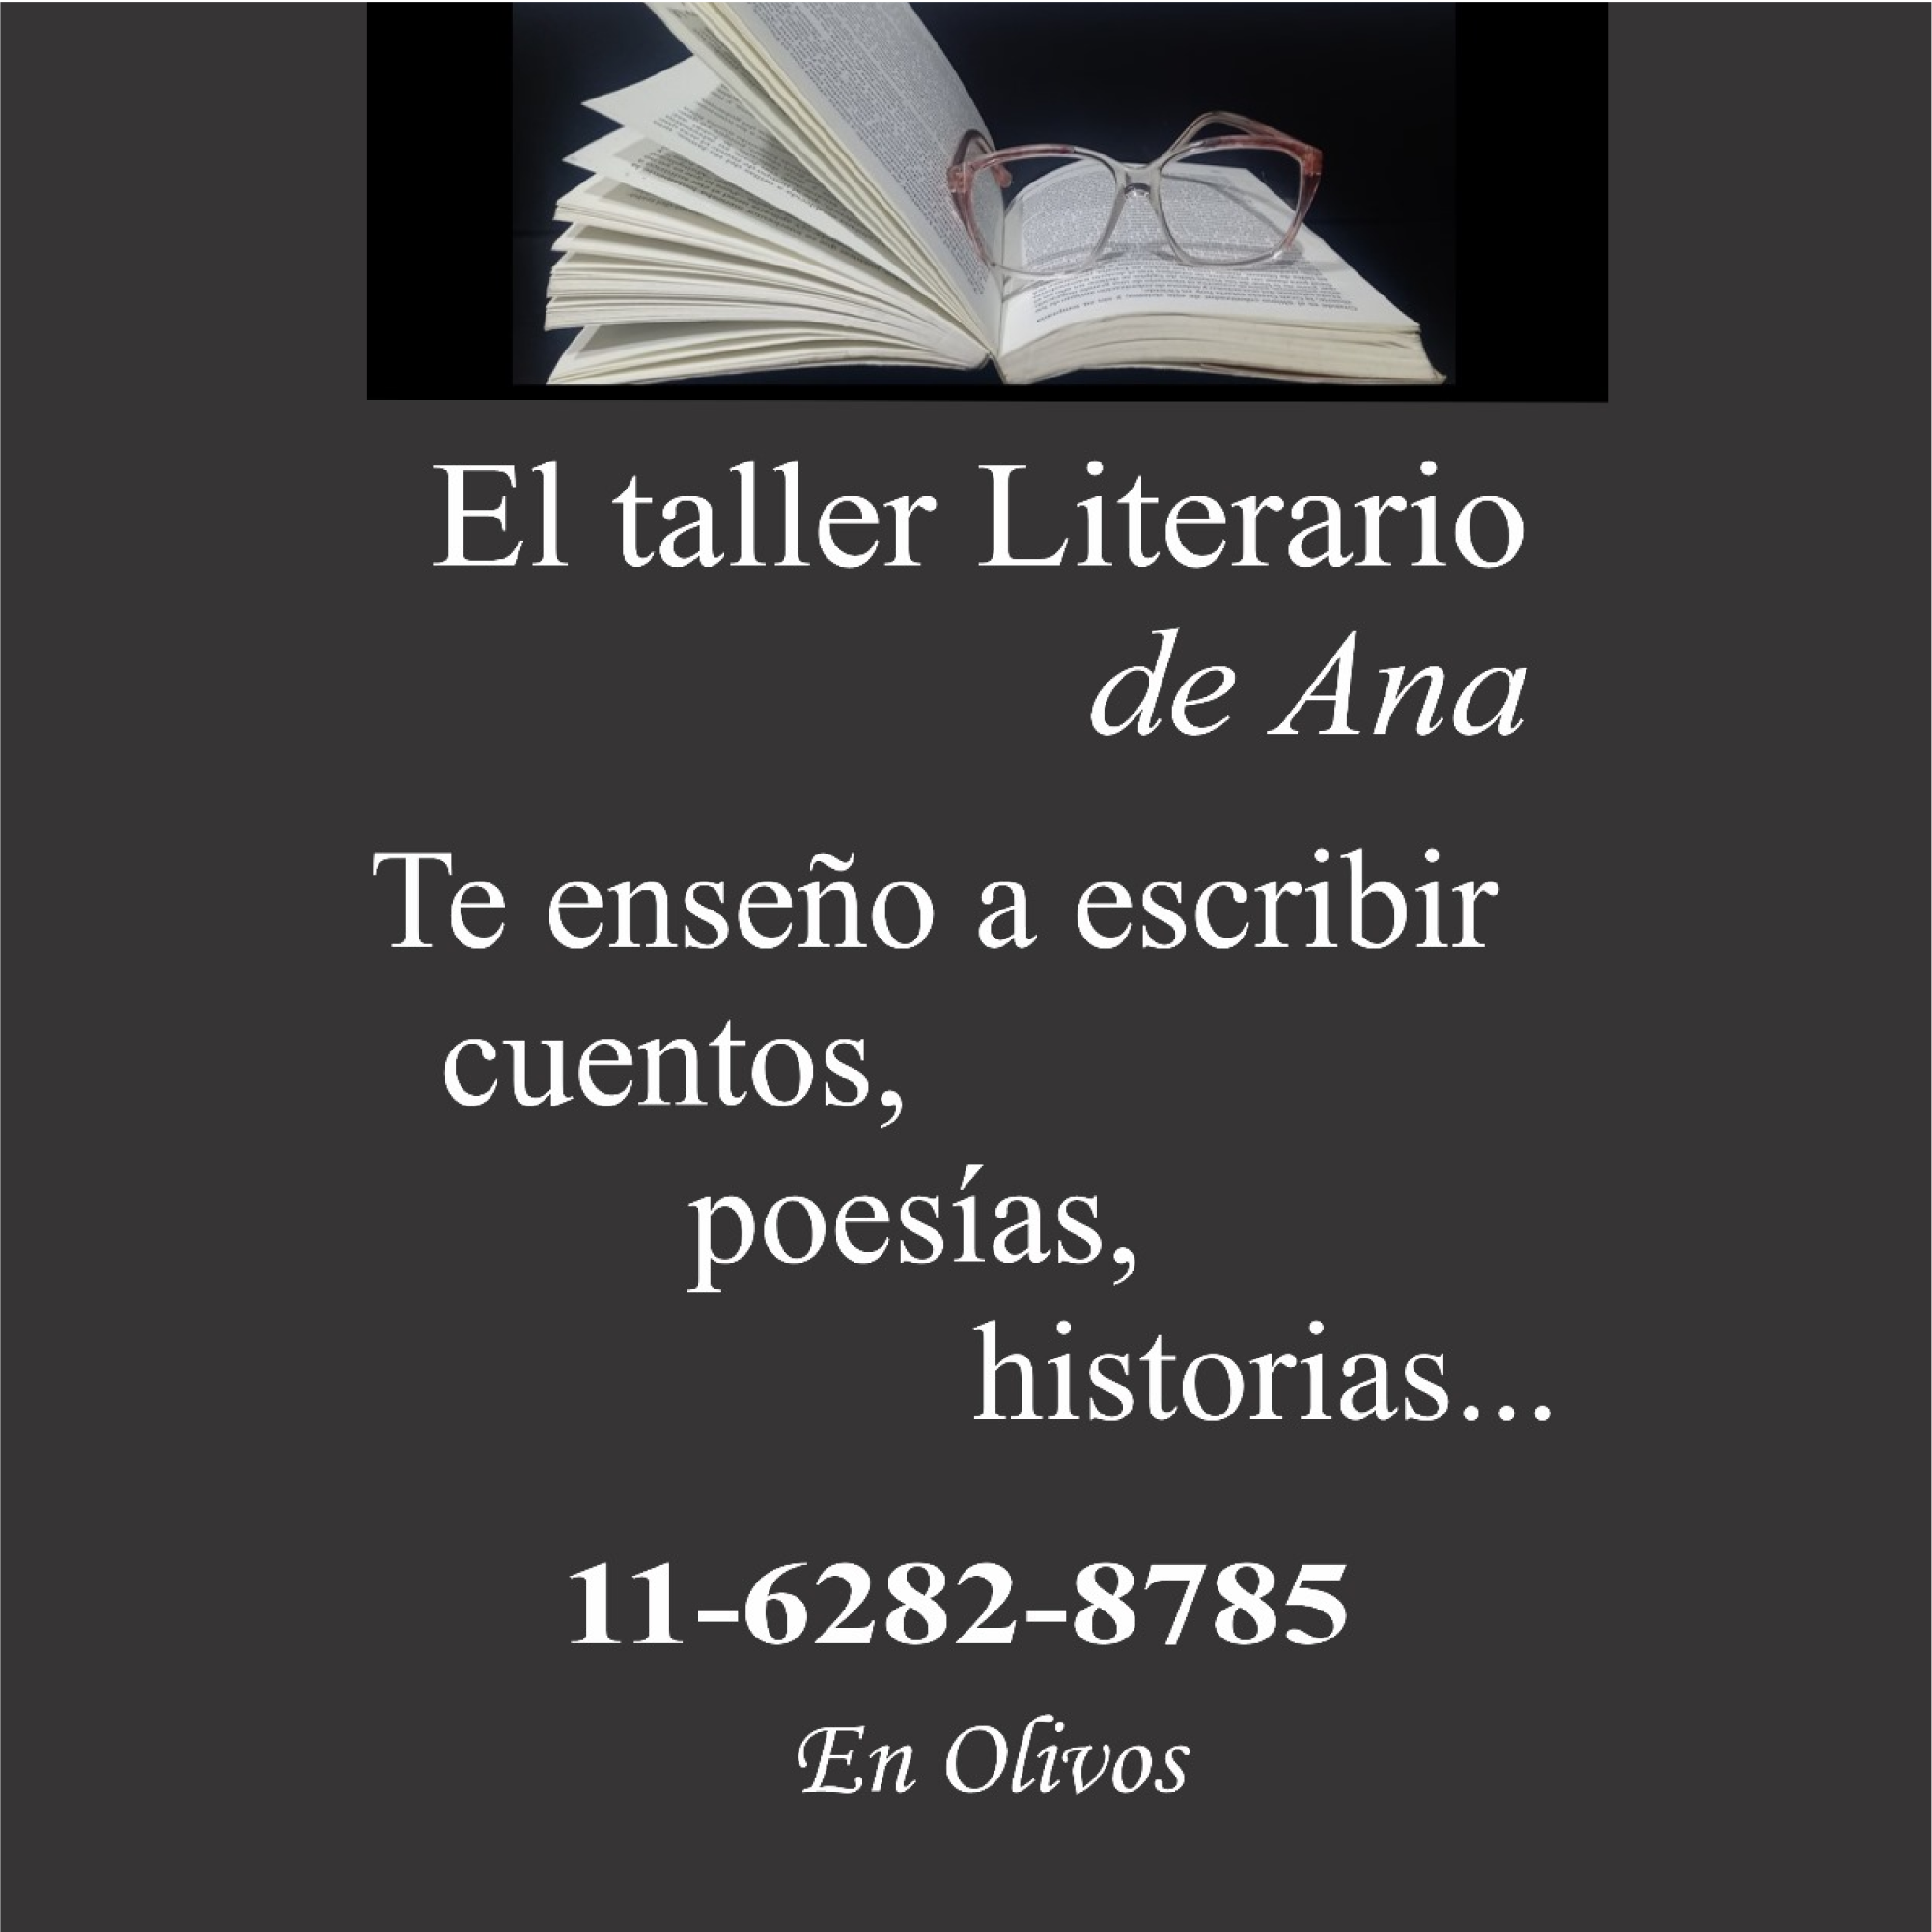 El taller Literario
de Ana
Te enseño a escribir
cuentos,
poesías,
historias...
11-6282-8785
En Olivos